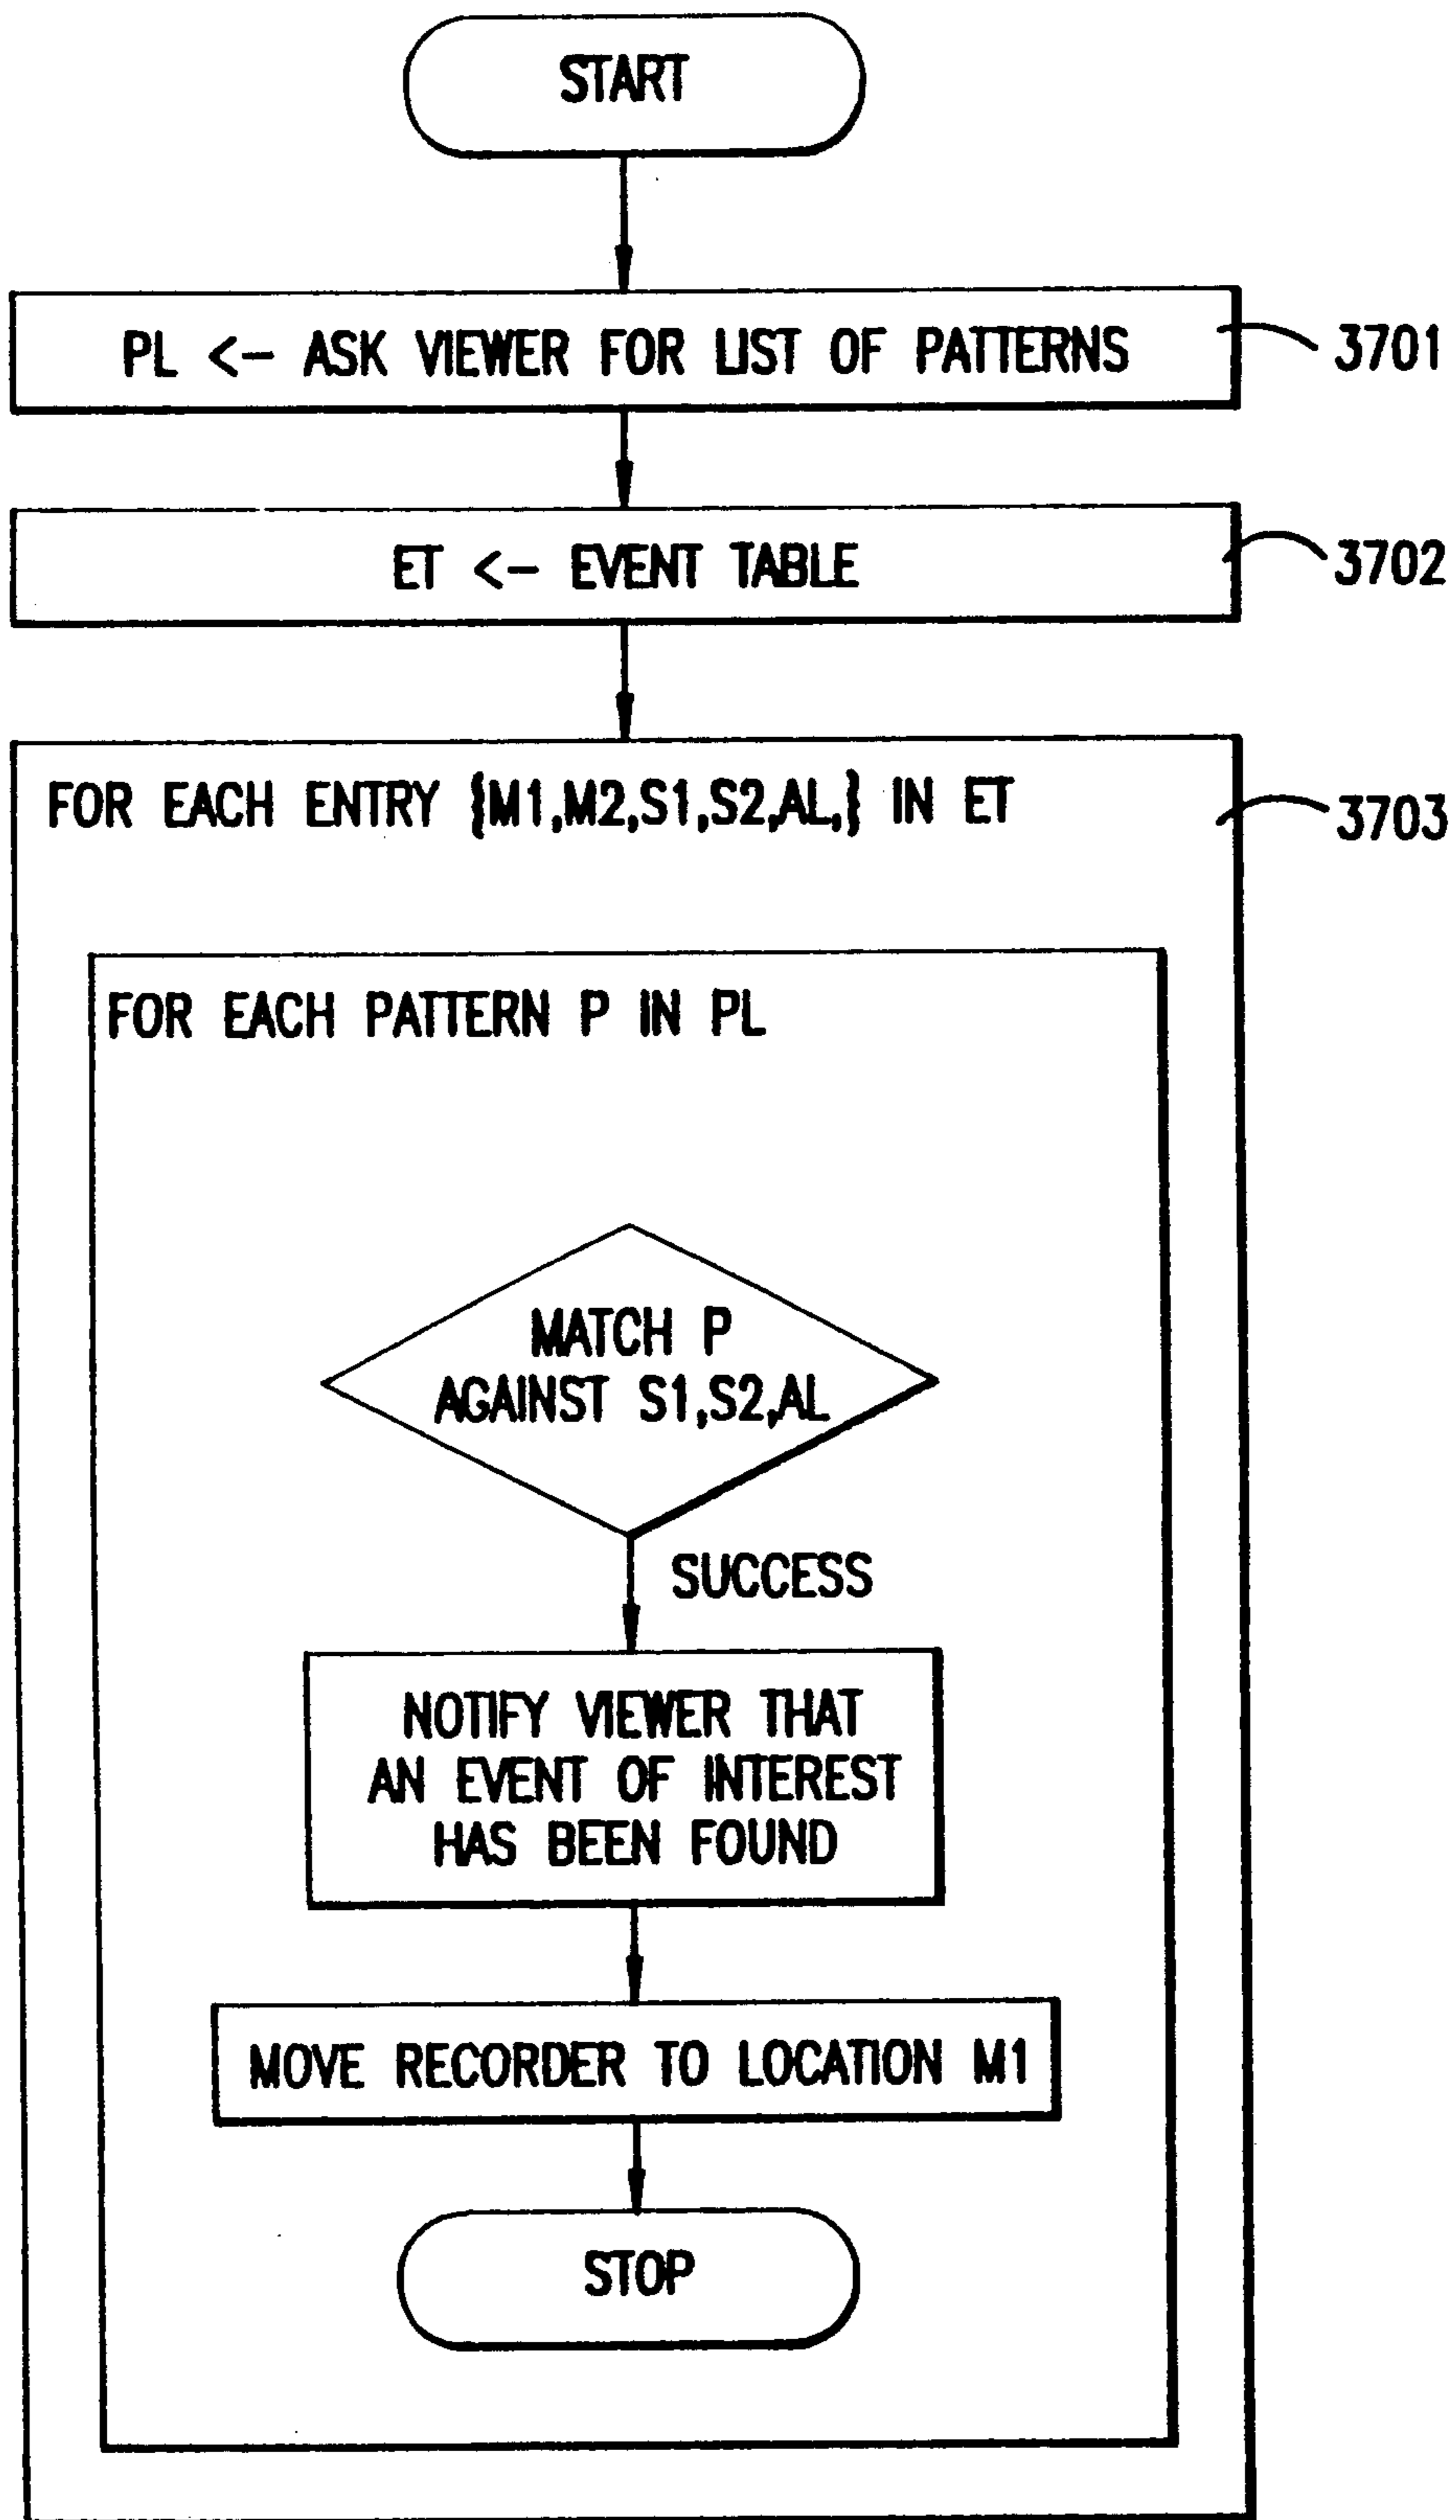 START
PL <- ASK VIEWER FOR LIST OF PATTERNS
3701
ET <- EVENT TABLE
3702
FOR EACH ENTRY {M1,M2,S1,S2,AL,} IN ET
3703
FOR EACH PATTERN P IN PL
MATCH P
AGAINST S1,S2,AL
SUCCESS
NOTIFY VIEWER THAT
AN EVENT OF INTEREST
HAS BEEN FOUND
MOVE RECORDER TO LOCATION M1
STOP